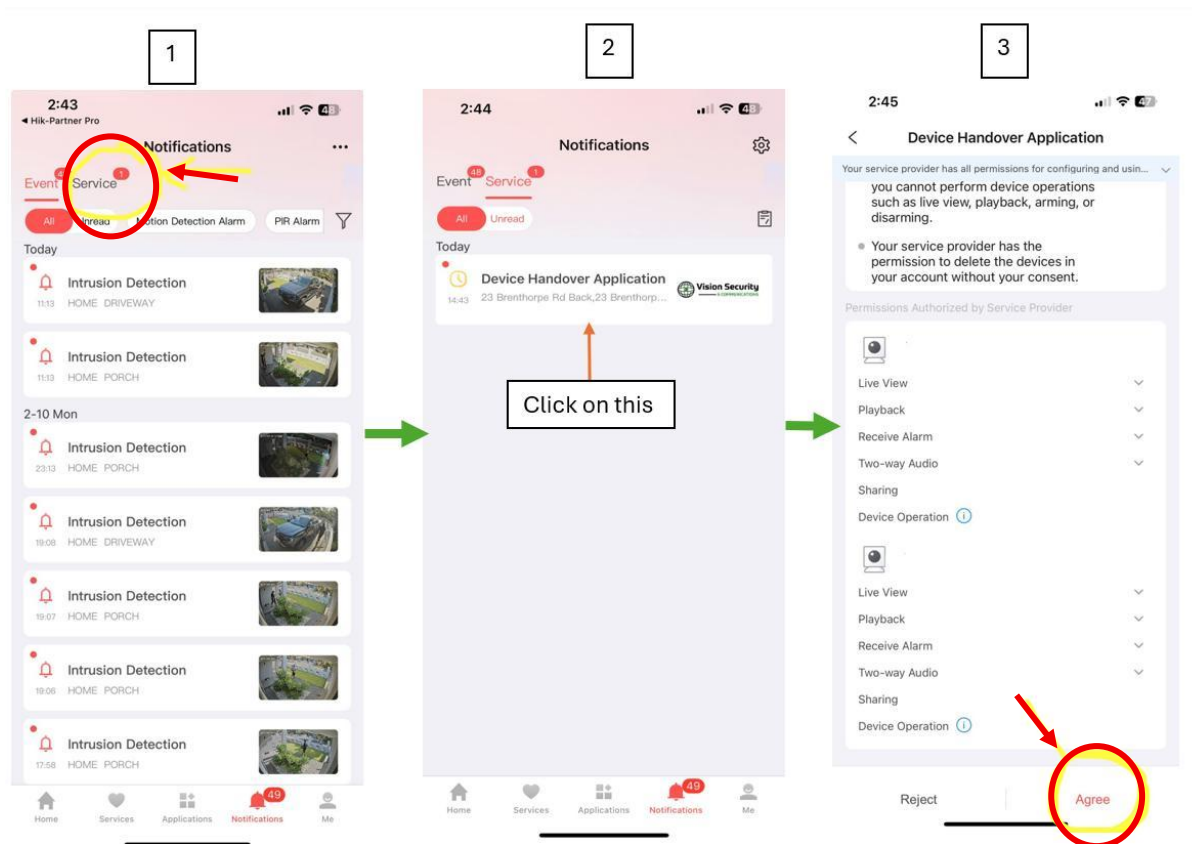 1
2:43
◀ Hik-Partner Pro
Notifications
Event
Service 1
All
Unread
Motion Detection Alarm
PIR Alarm
Today
Intrusion Detection
11:13 HOME DRIVEWAY
Intrusion Detection
11:13 HOME PORCH
2-10 Mon
Intrusion Detection
23:13 HOME PORCH
Intrusion Detection
19:08 HOME DRIVEWAY
Intrusion Detection
19:07 HOME PORCH
Intrusion Detection
19:06 HOME PORCH
Intrusion Detection
17:58 HOME PORCH
49
Home Services Applications Notifications Me
2
2:44
Notifications
Event 48 Service 1
All Unread
Today
Device Handover Application
14:43 23 Brenthorpe Rd Back,23 Brenthorp...
Vision Security
Click on this
49
Home Services Applications Notifications Me
3
2:45
47
Device Handover Application
Your service provider has all permissions for configuring and usin...
you cannot perform device operations
such as live view, playback, arming, or
disarming.
Your service provider has the
permission to delete the devices in
your account without your consent.
Permissions Authorized by Service Provider
Live View
Playback
Receive Alarm
Two-way Audio
Sharing
Device Operation
Live View
Playback
Receive Alarm
Two-way Audio
Sharing
Device Operation
Reject Agree